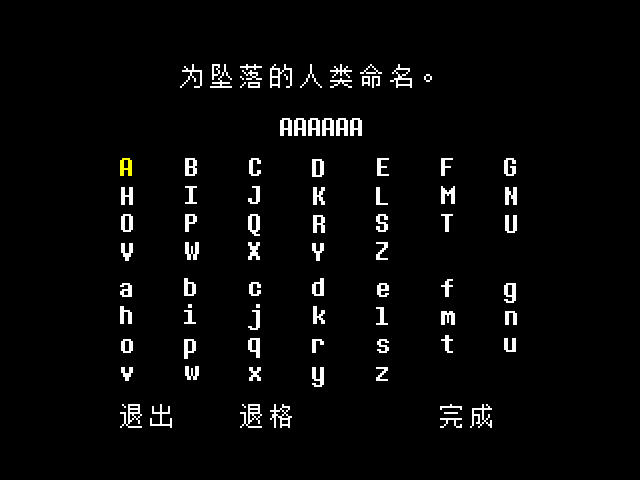 为坠落的人类命名。
AAAAAA
A B C D E F G
H I J K L M N
O P Q R S T U
V W X Y Z
a b c d e f g
h i j k l m n
o p q r s t u
v w x y z
退出 退格 完成